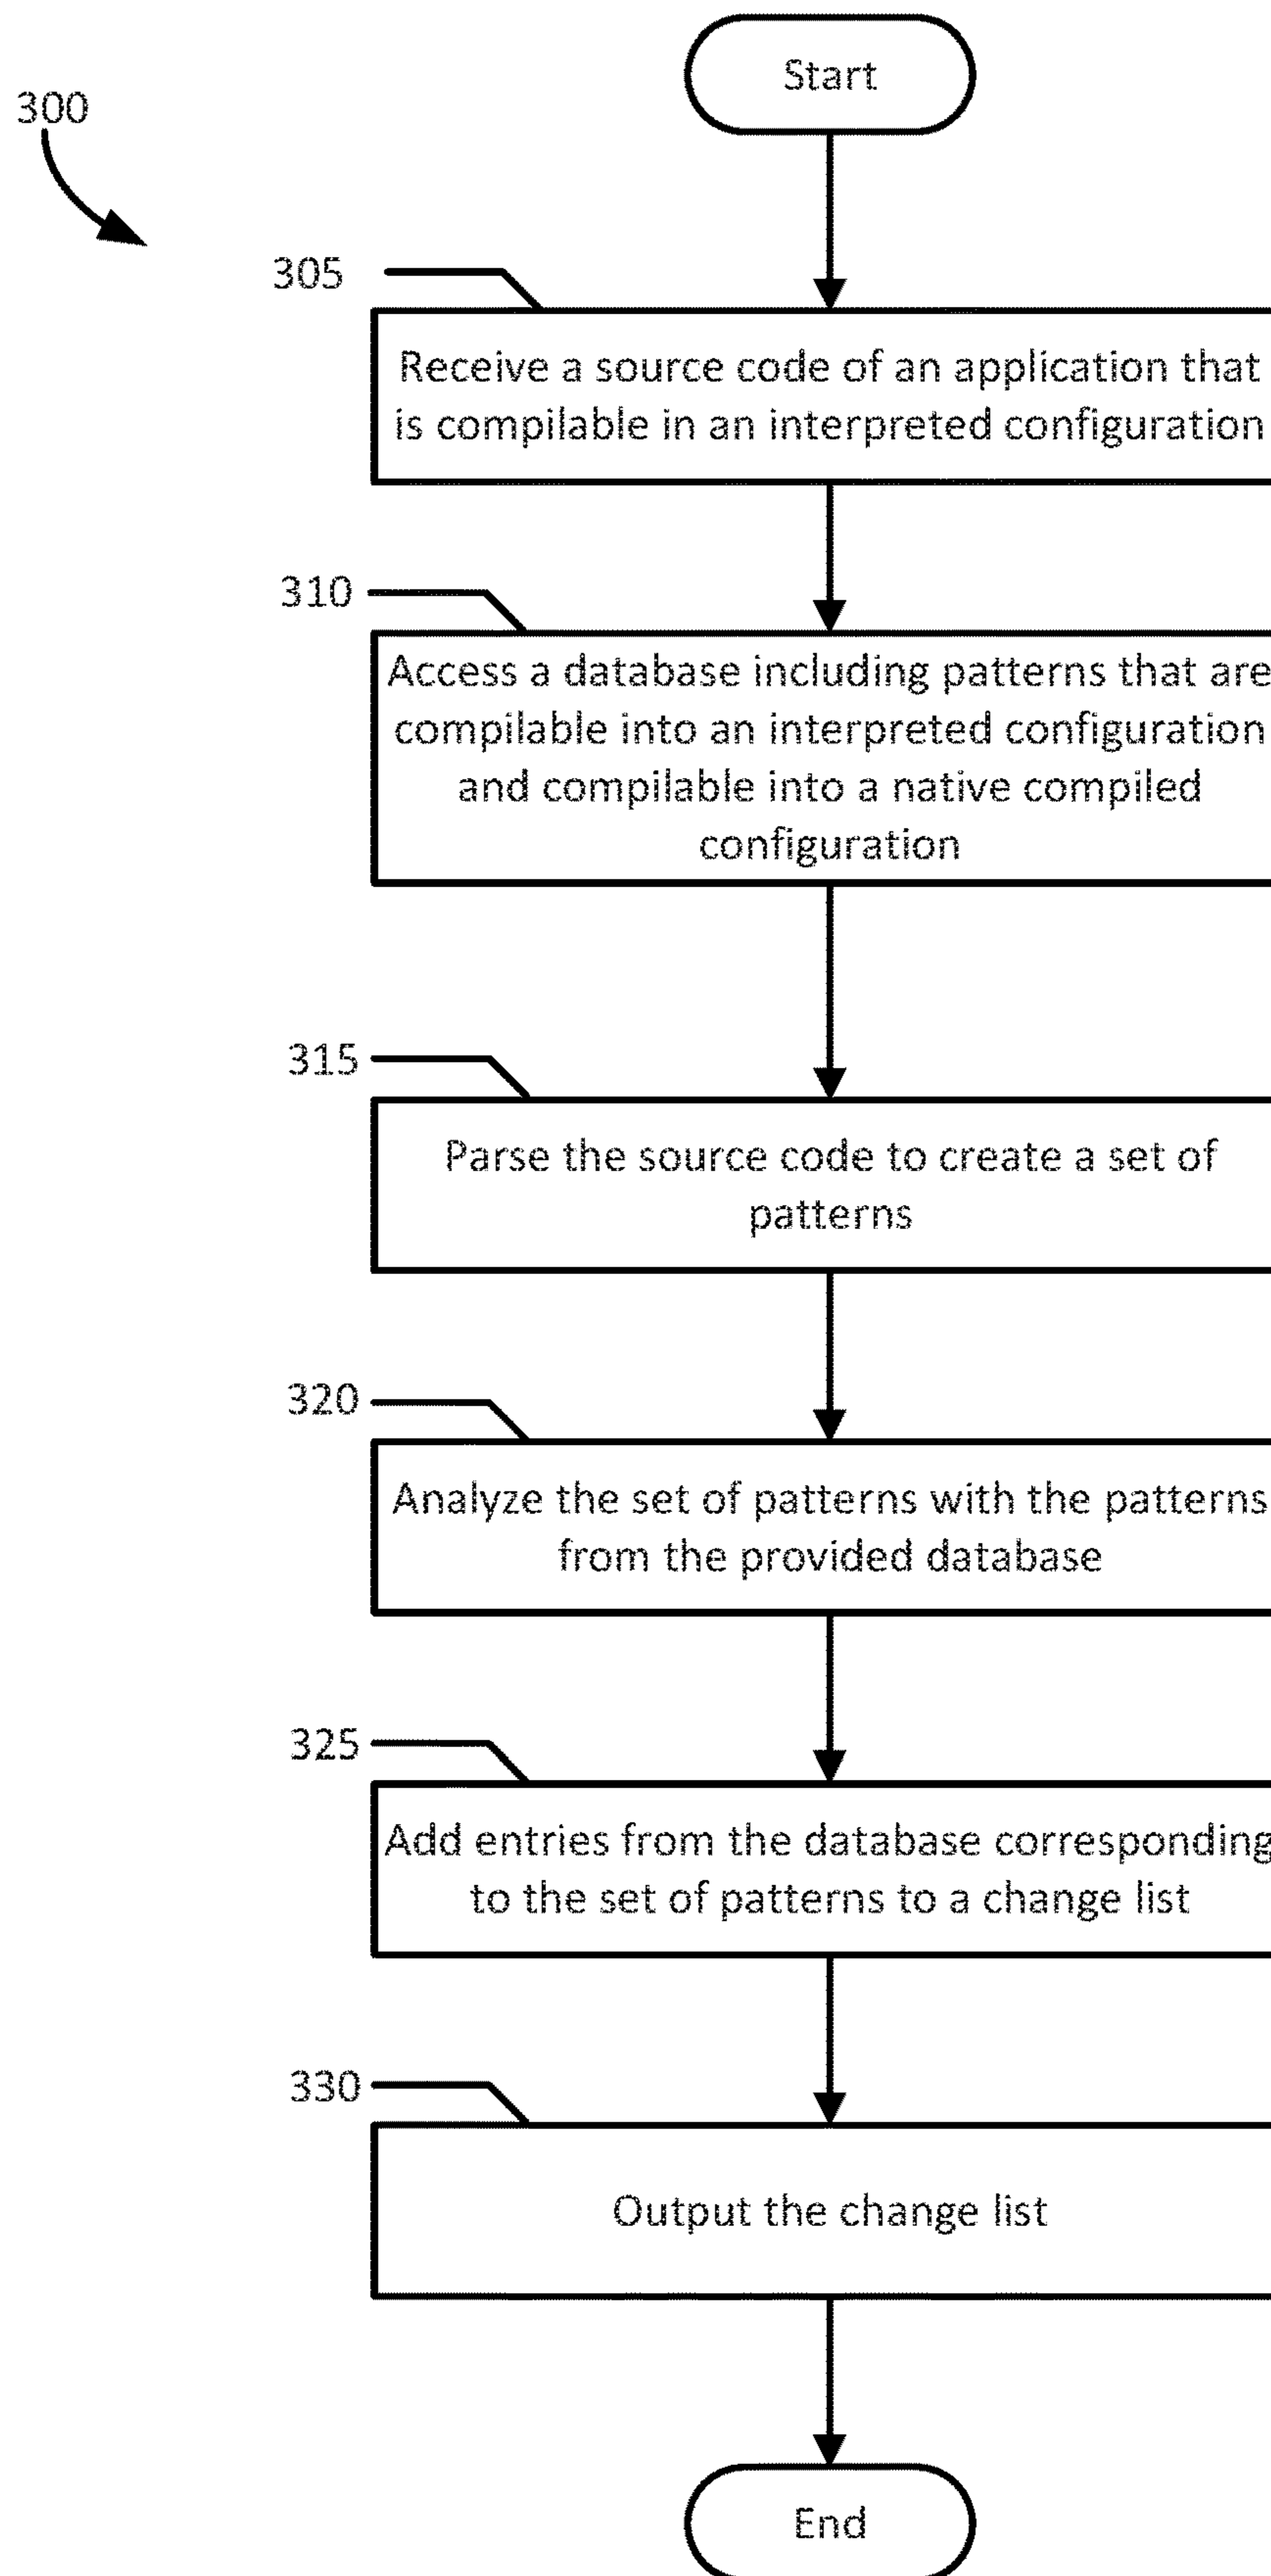 Start
300
305
Receive a source code of an application that
is compilable in an interpreted configuration
310
Access a database including patterns that are
compilable into an interpreted configuration
and compilable into a native compiled
configuration
315
Parse the source code to create a set of
patterns
320
Analyze the set of patterns with the patterns
from the provided database
325
Add entries from the database corresponding
to the set of patterns to a change list
330
Output the change list
End